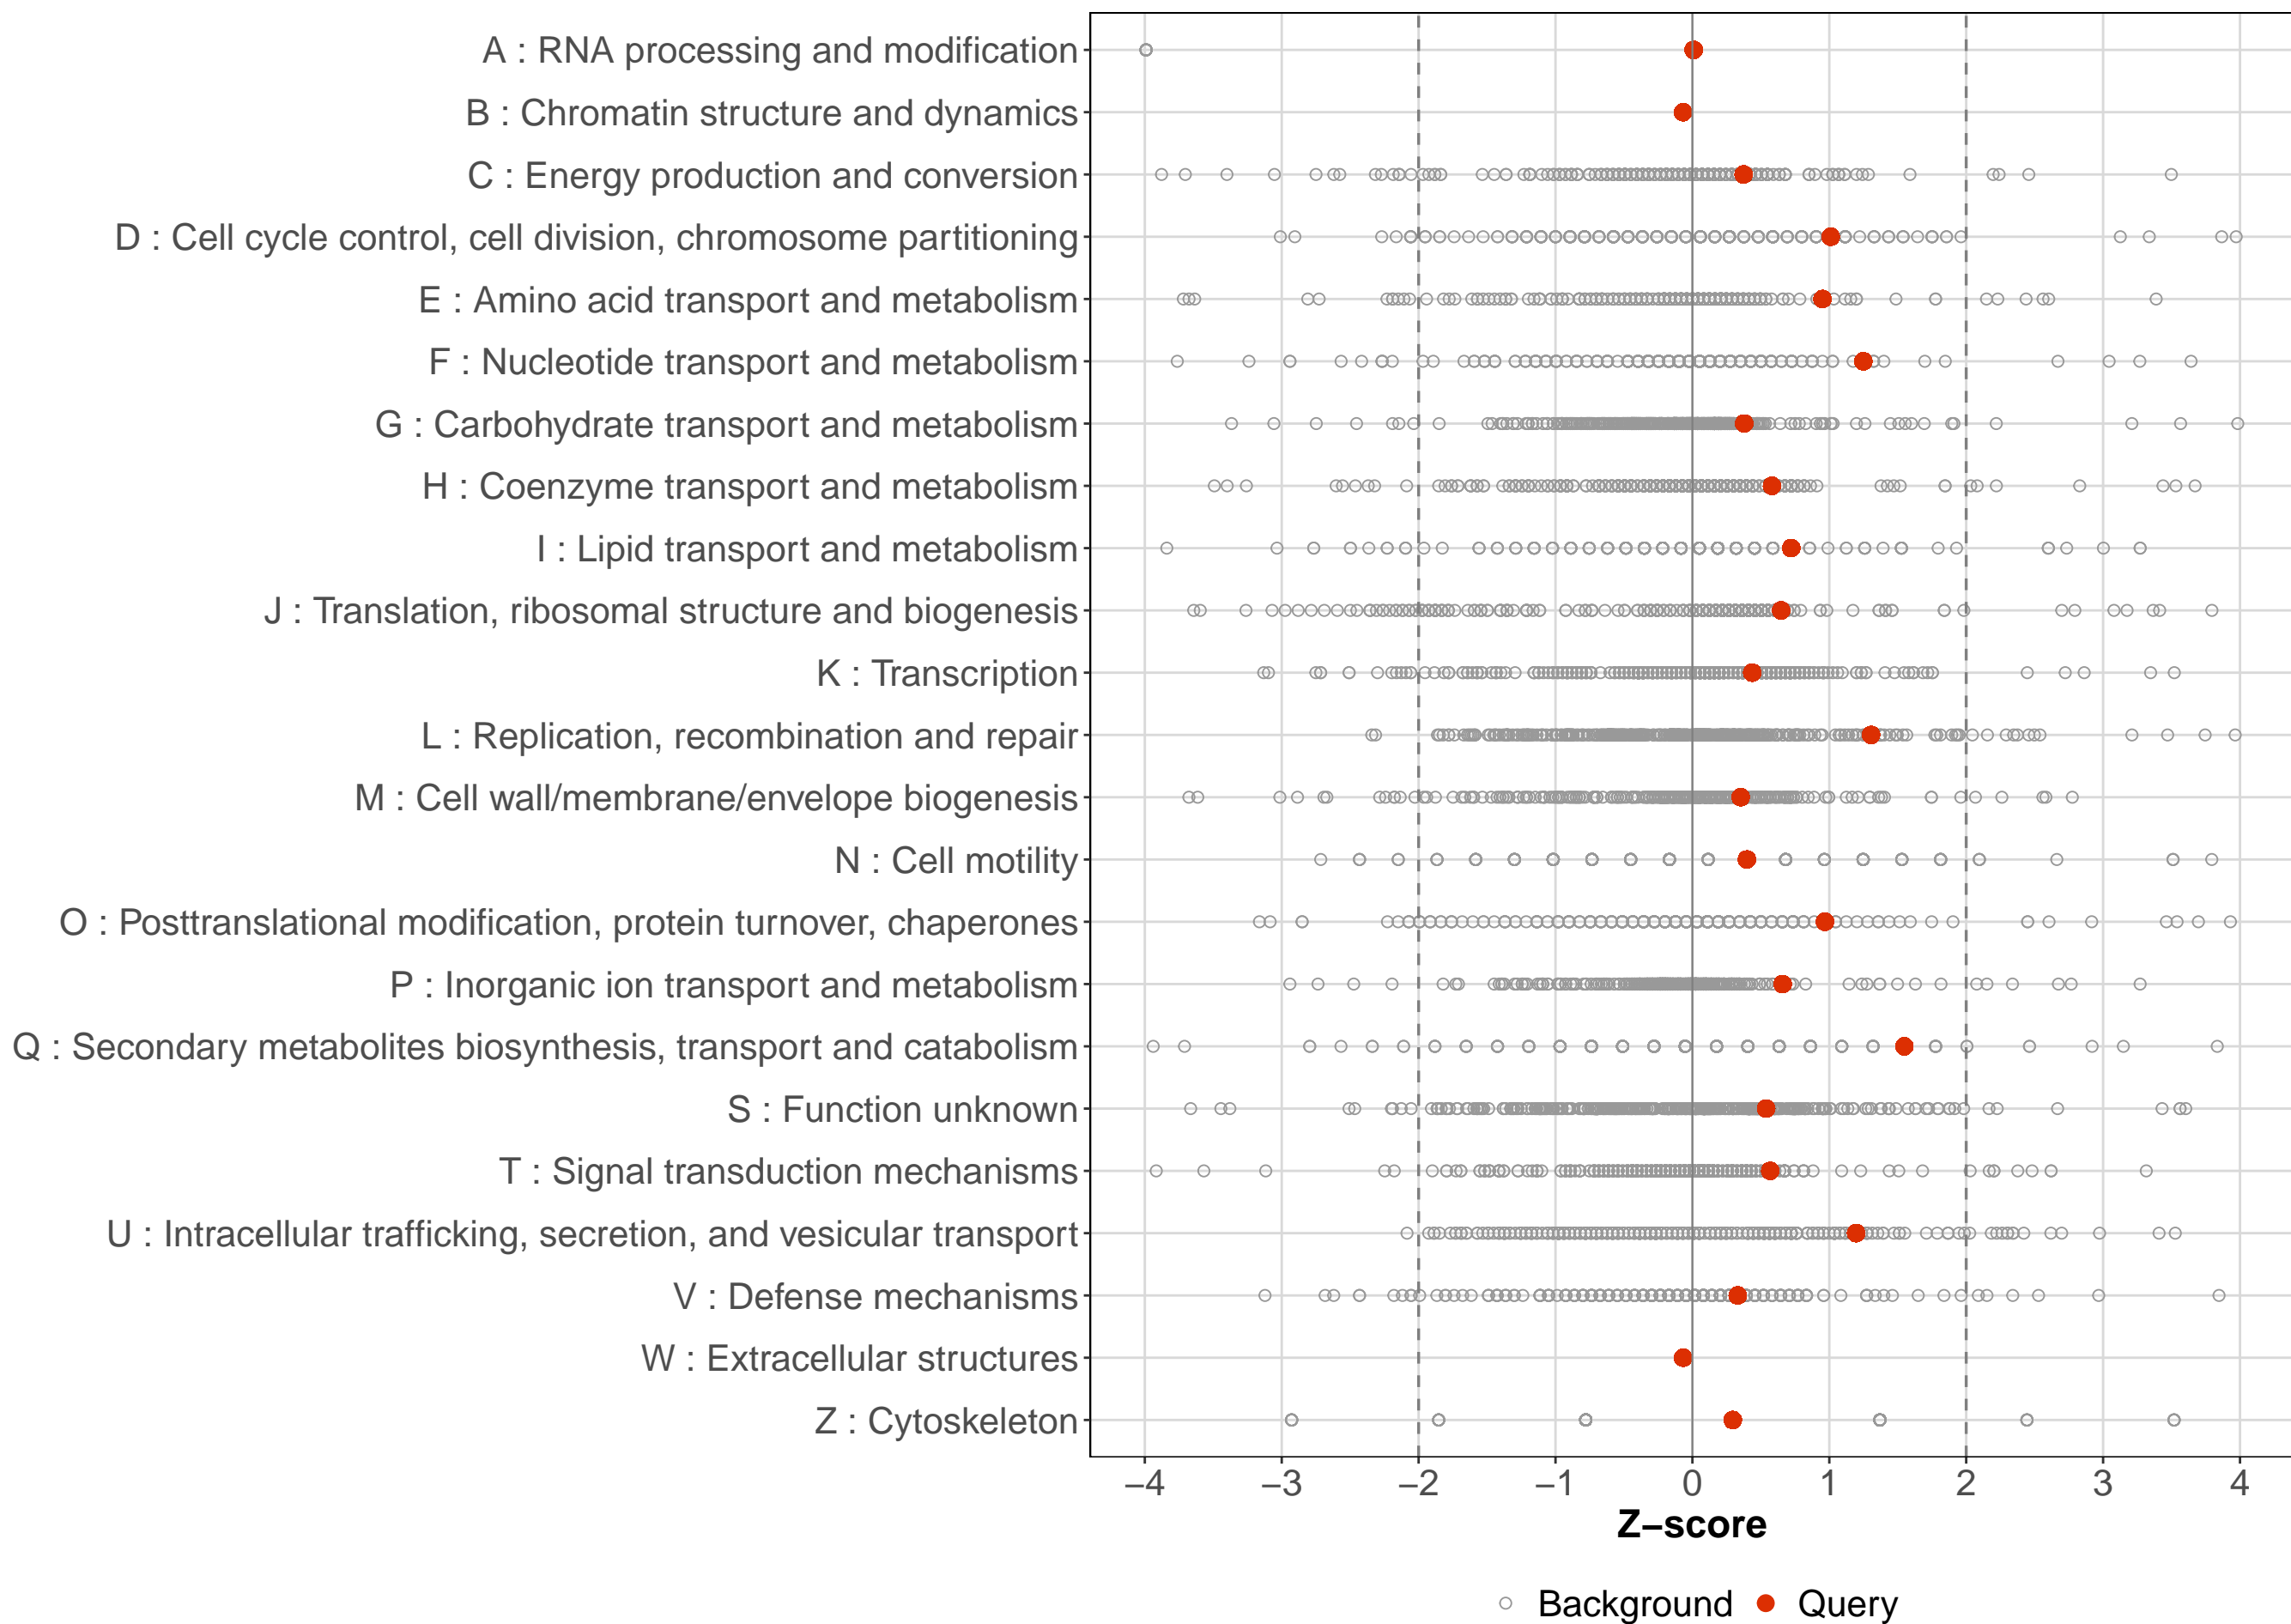 A : RNA processing and modification
B : Chromatin structure and dynamics
C : Energy production and conversion
D : Cell cycle control, cell division, chromosome partitioning
E : Amino acid transport and metabolism
F : Nucleotide transport and metabolism
G : Carbohydrate transport and metabolism
H : Coenzyme transport and metabolism
I : Lipid transport and metabolism
J : Translation, ribosomal structure and biogenesis
K : Transcription
L : Replication, recombination and repair
M : Cell wall/membrane/envelope biogenesis
N : Cell motility
O : Posttranslational modification, protein turnover, chaperones
P : Inorganic ion transport and metabolism
Q : Secondary metabolites biosynthesis, transport and catabolism
S : Function unknown
T : Signal transduction mechanisms
U : Intracellular trafficking, secretion, and vesicular transport
V : Defense mechanisms
W : Extracellular structures
Z : Cytoskeleton
−4 −3 −2 −1 0 1 2 3 4
Z−score
Background Query